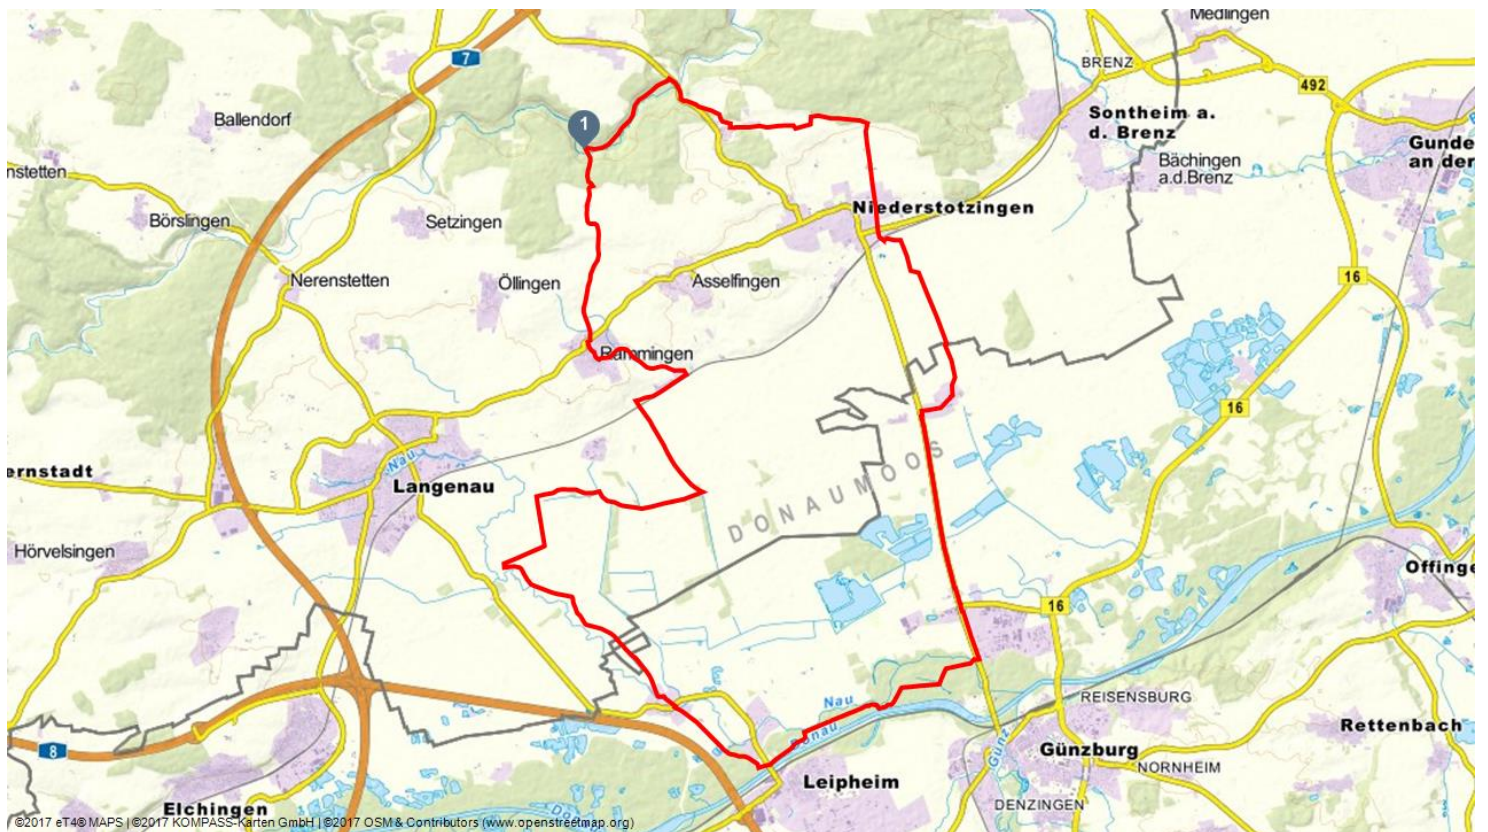 Medlingen
7
BRENZ
492
Ballendorf
1
Sontheim a.
d. Brenz
Gunde
an der
nstetten
Bächingen
a.d.Brenz
Börslingen
Setzingen
Niederstotzingen
Nerenstetten
Öllingen
Asselfingen
16
Rammingen
16
ernstadt
Nau
Langenau
DONAUMOOS
Hörvelsingen
Offinge
16
Nau
REISENSBURG
Donau
Günz
Rettenbach
8
Günzburg
NORNHEIM
Leipheim
Elchingen
DENZINGEN
©2017 eT4® MAPS | ©2017 KOMPASS-Karten GmbH | ©2017 OSM & Contributors (www.openstreetmap.org)